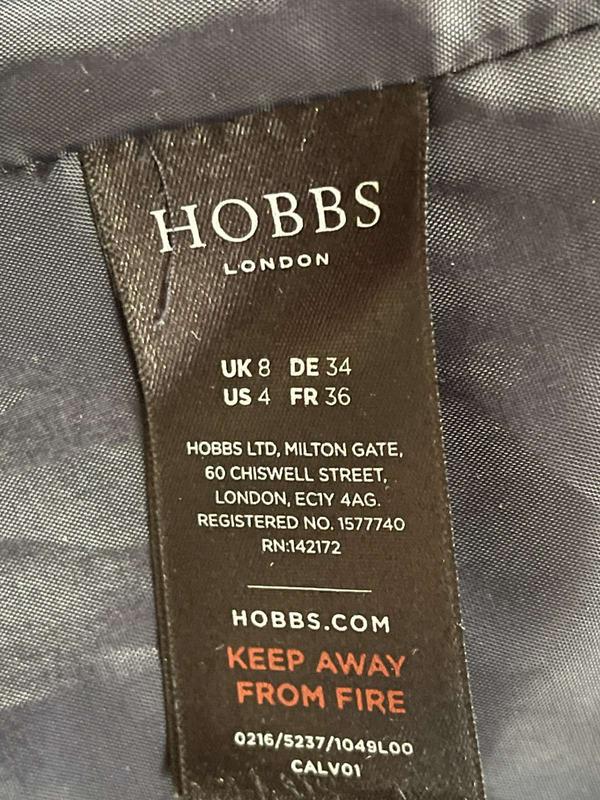 HOBBS
LONDON
UK 8 DE 34
US 4 FR 36
HOBBS LTD, MILTON GATE,
60 CHISWELL STREET,
LONDON, EC1Y 4AG.
REGISTERED NO. 1577740
RN:142172
HOBBS.COM
KEEP AWAY
FROM FIRE
0216/5237/1049L00
CALV01